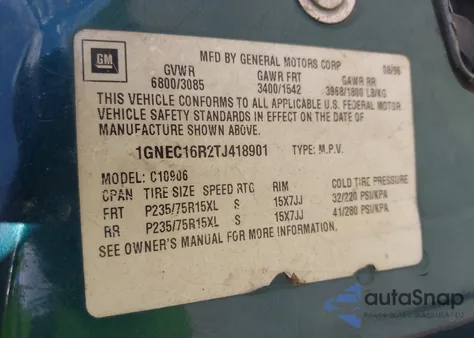 GM
MFD BY GENERAL MOTORS CORP 08/96
GVWR GAWR FRT GAWR RR
6800/3085 3400/1542 3968/1800 LB/KG
THIS VEHICLE CONFORMS TO ALL APPLICABLE U.S. FEDERAL MOTOR
VEHICLE SAFETY STANDARDS IN EFFECT ON THE DATE OF
MANUFACTURE SHOWN ABOVE.
1GNEC16R2TJ418901 TYPE: M.P.V.
MODEL: C10906
TIRE SIZE SPEED RTG RIM COLD TIRE PRESSURE
FRT P235/75R15XL S 15X7JJ 32/220 PSI/KPA
RR P235/75R15XL S 15X7JJ 41/280 PSI/KPA
SEE OWNER'S MANUAL FOR MORE INFORMATION.
autoSnap